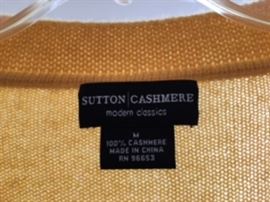 SUTTON|CASHMERE
modern classics
M
100% CASHMERE
MADE IN CHINA
RN 96653